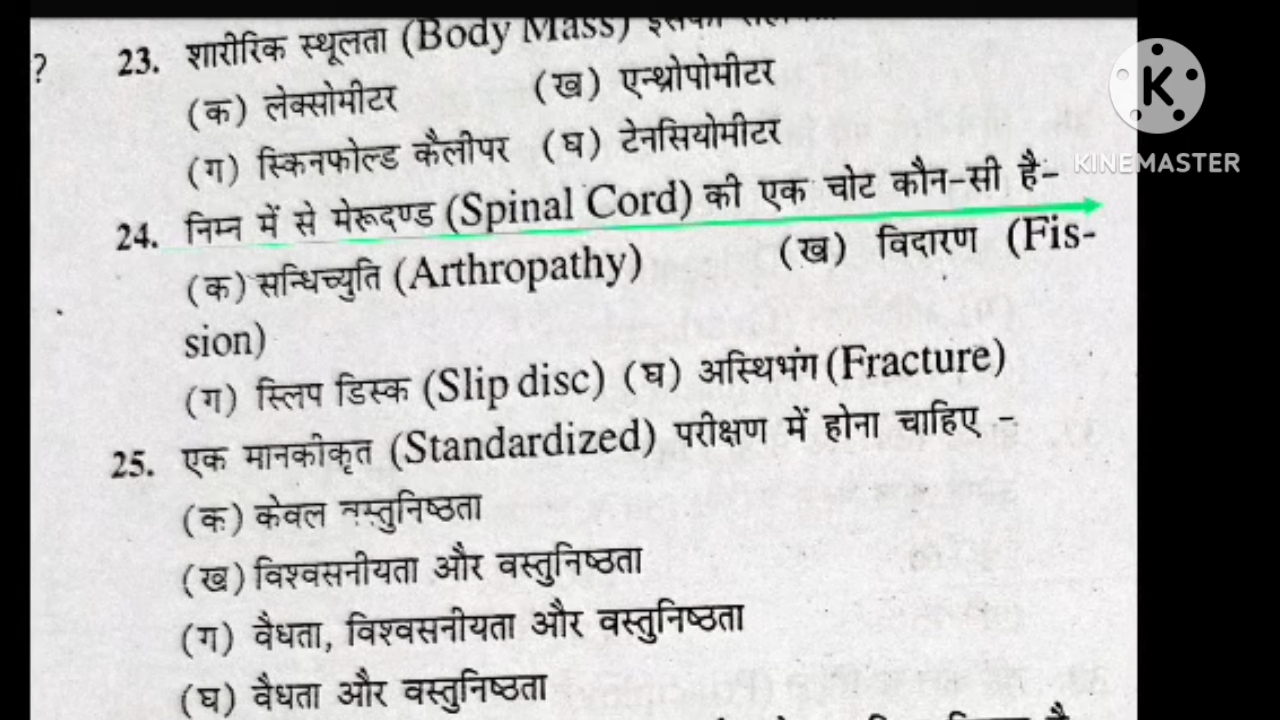 ?
23. शारीरिक स्थूलता (Body Mass)
(क) लेक्सोमीटर (ख) एन्थ्रोपोमीटर
(ग) स्किनफोल्ड कैलीपर (घ) टेनसियोमीटर
24. निम्न में से मेरूदण्ड (Spinal Cord) की एक चोट कौन-सी है-
(क) सन्धिच्युति (Arthropathy) (ख) विदारण (Fis-
sion)
(ग) स्लिप डिस्क (Slip disc) (घ) अस्थिभंग (Fracture)
25. एक मानकीकृत (Standardized) परीक्षण में होना चाहिए -
(क) केवल वस्तुनिष्ठता
(ख) विश्वसनीयता और वस्तुनिष्ठता
(ग) वैधता, विश्वसनीयता और वस्तुनिष्ठता
(घ) वैधता और वस्तुनिष्ठता
K
KINEMASTER